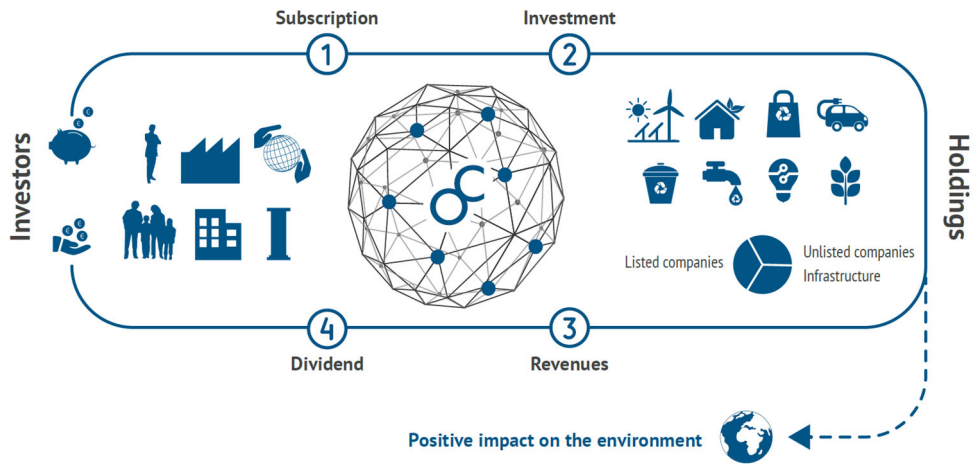 Subscription
Investment
1
2
Investors
Holdings
OC
Listed companies
Unlisted companies
Infrastructure
4
3
Dividend
Revenues
Positive impact on the environment